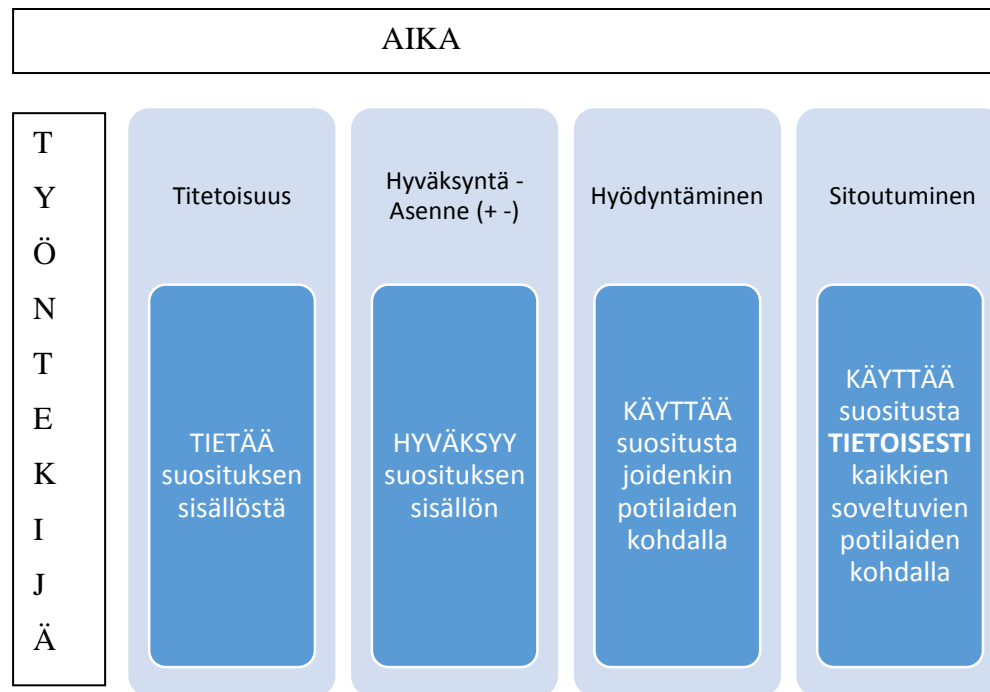 AIKA
T
Y
Ö
N
T
E
K
I
J
Ä
Titetoisuus
TIETÄÄ
suosituksen
sisällöstä
Hyväksyntä -
Asenne (+ -)
HYVÄKSYY
suosituksen
sisällön
Hyödyntäminen
KÄYTTÄÄ
suositusta
joidenkin
potilaiden
kohdalla
Sitoutuminen
KÄYTTÄÄ
suositusta
TIETOISESTI
kaikkien
soveltuvien
potilaiden
kohdalla